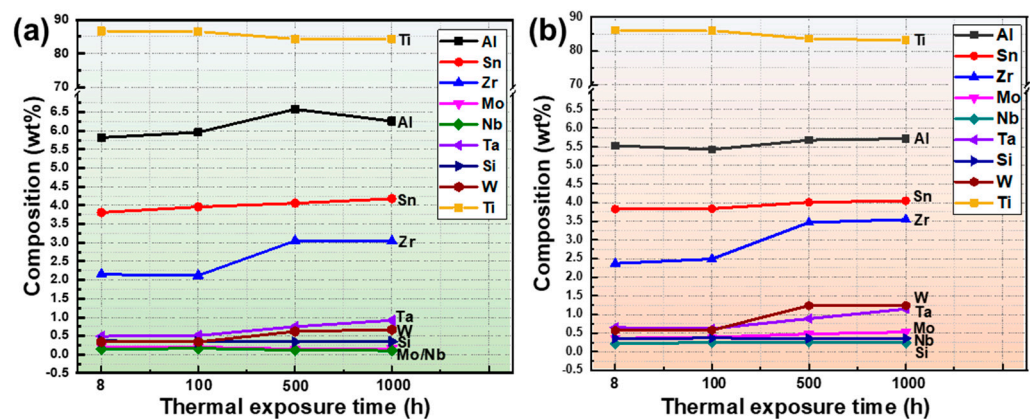 (a)
Composition (wt%)
90
85
80
6.5
6.0
5.5
5.0
4.5
4.0
3.5
3.0
2.5
2.0
1.5
1.0
0.5
0.0
-0.5
8
100
500
1000
Thermal exposure time (h)
Ti
Al
Sn
Zr
Ta
W
Si
Mo/Nb
Al
Sn
Zr
Mo
Nb
Ta
Si
W
Ti
(b)
Composition (wt%)
90
85
80
6.5
6.0
5.5
5.0
4.5
4.0
3.5
3.0
2.5
2.0
1.5
1.0
0.5
0.0
-0.5
8
100
500
1000
Thermal exposure time (h)
Ti
Al
Sn
Zr
W
Ta
Mo
Nb
Si
Al
Sn
Zr
Mo
Nb
Ta
Si
W
Ti